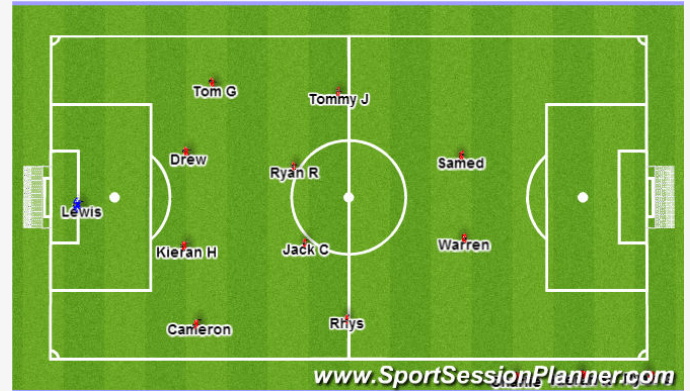 Tom G
Tommy J
Drew
Samed
Ryan R
Lewis
Kieran H
Jack C
Warren
Cameron
Rhys
www.SportSessionPlanner.com